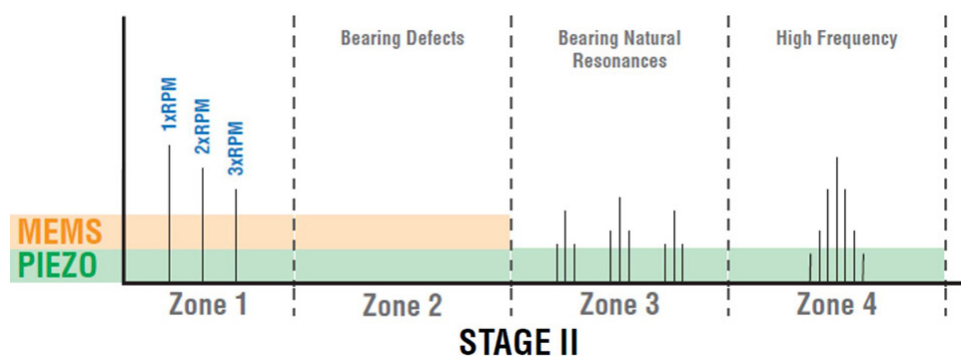 Bearing Defects
Bearing Natural
Resonances
High Frequency
1xRPM
2xRPM
3xRPM
MEMS
PIEZO
Zone 1
Zone 2
Zone 3
Zone 4
STAGE II